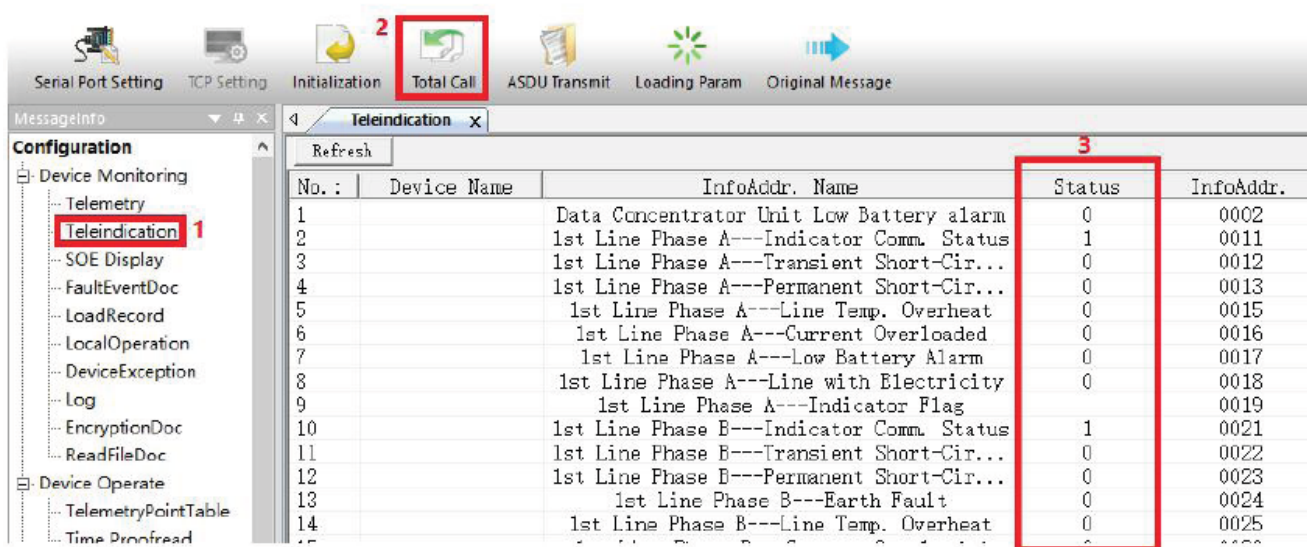 2
Serial Port Setting TCP Setting Initialization Total Call ASDU Transmit Loading Param Original Message
MessageInfo
Teleindication x
Configuration
Refresh
3
Device Monitoring
No.: Device Name InfoAddr. Name Status InfoAddr.
Telemetry
1 Data Concentrator Unit Low Battery alarm 0 0002
Teleindication 1
2 1st Line Phase A---Indicator Comm. Status 1 0011
SOE Display
3 1st Line Phase A---Transient Short-Cir... 0 0012
FaultEventDoc
4 1st Line Phase A---Permanent Short-Cir... 0 0013
LoadRecord
5 1st Line Phase A---Line Temp. Overheat 0 0015
6 1st Line Phase A---Current Overloaded 0 0016
LocalOperation
7 1st Line Phase A---Low Battery Alarm 0 0017
DeviceException
8 1st Line Phase A---Line with Electricity 0 0018
Log
9 1st Line Phase A---Indicator Flag 0019
EncryptionDoc
10 1st Line Phase B---Indicator Comm. Status 1 0021
ReadFileDoc
11 1st Line Phase B---Transient Short-Cir... 0 0022
Device Operate
12 1st Line Phase B---Permanent Short-Cir... 0 0023
TelemetryPointTable
13 1st Line Phase B---Earth Fault 0 0024
14 1st Line Phase B---Line Temp. Overheat 0 0025
Time Proofread